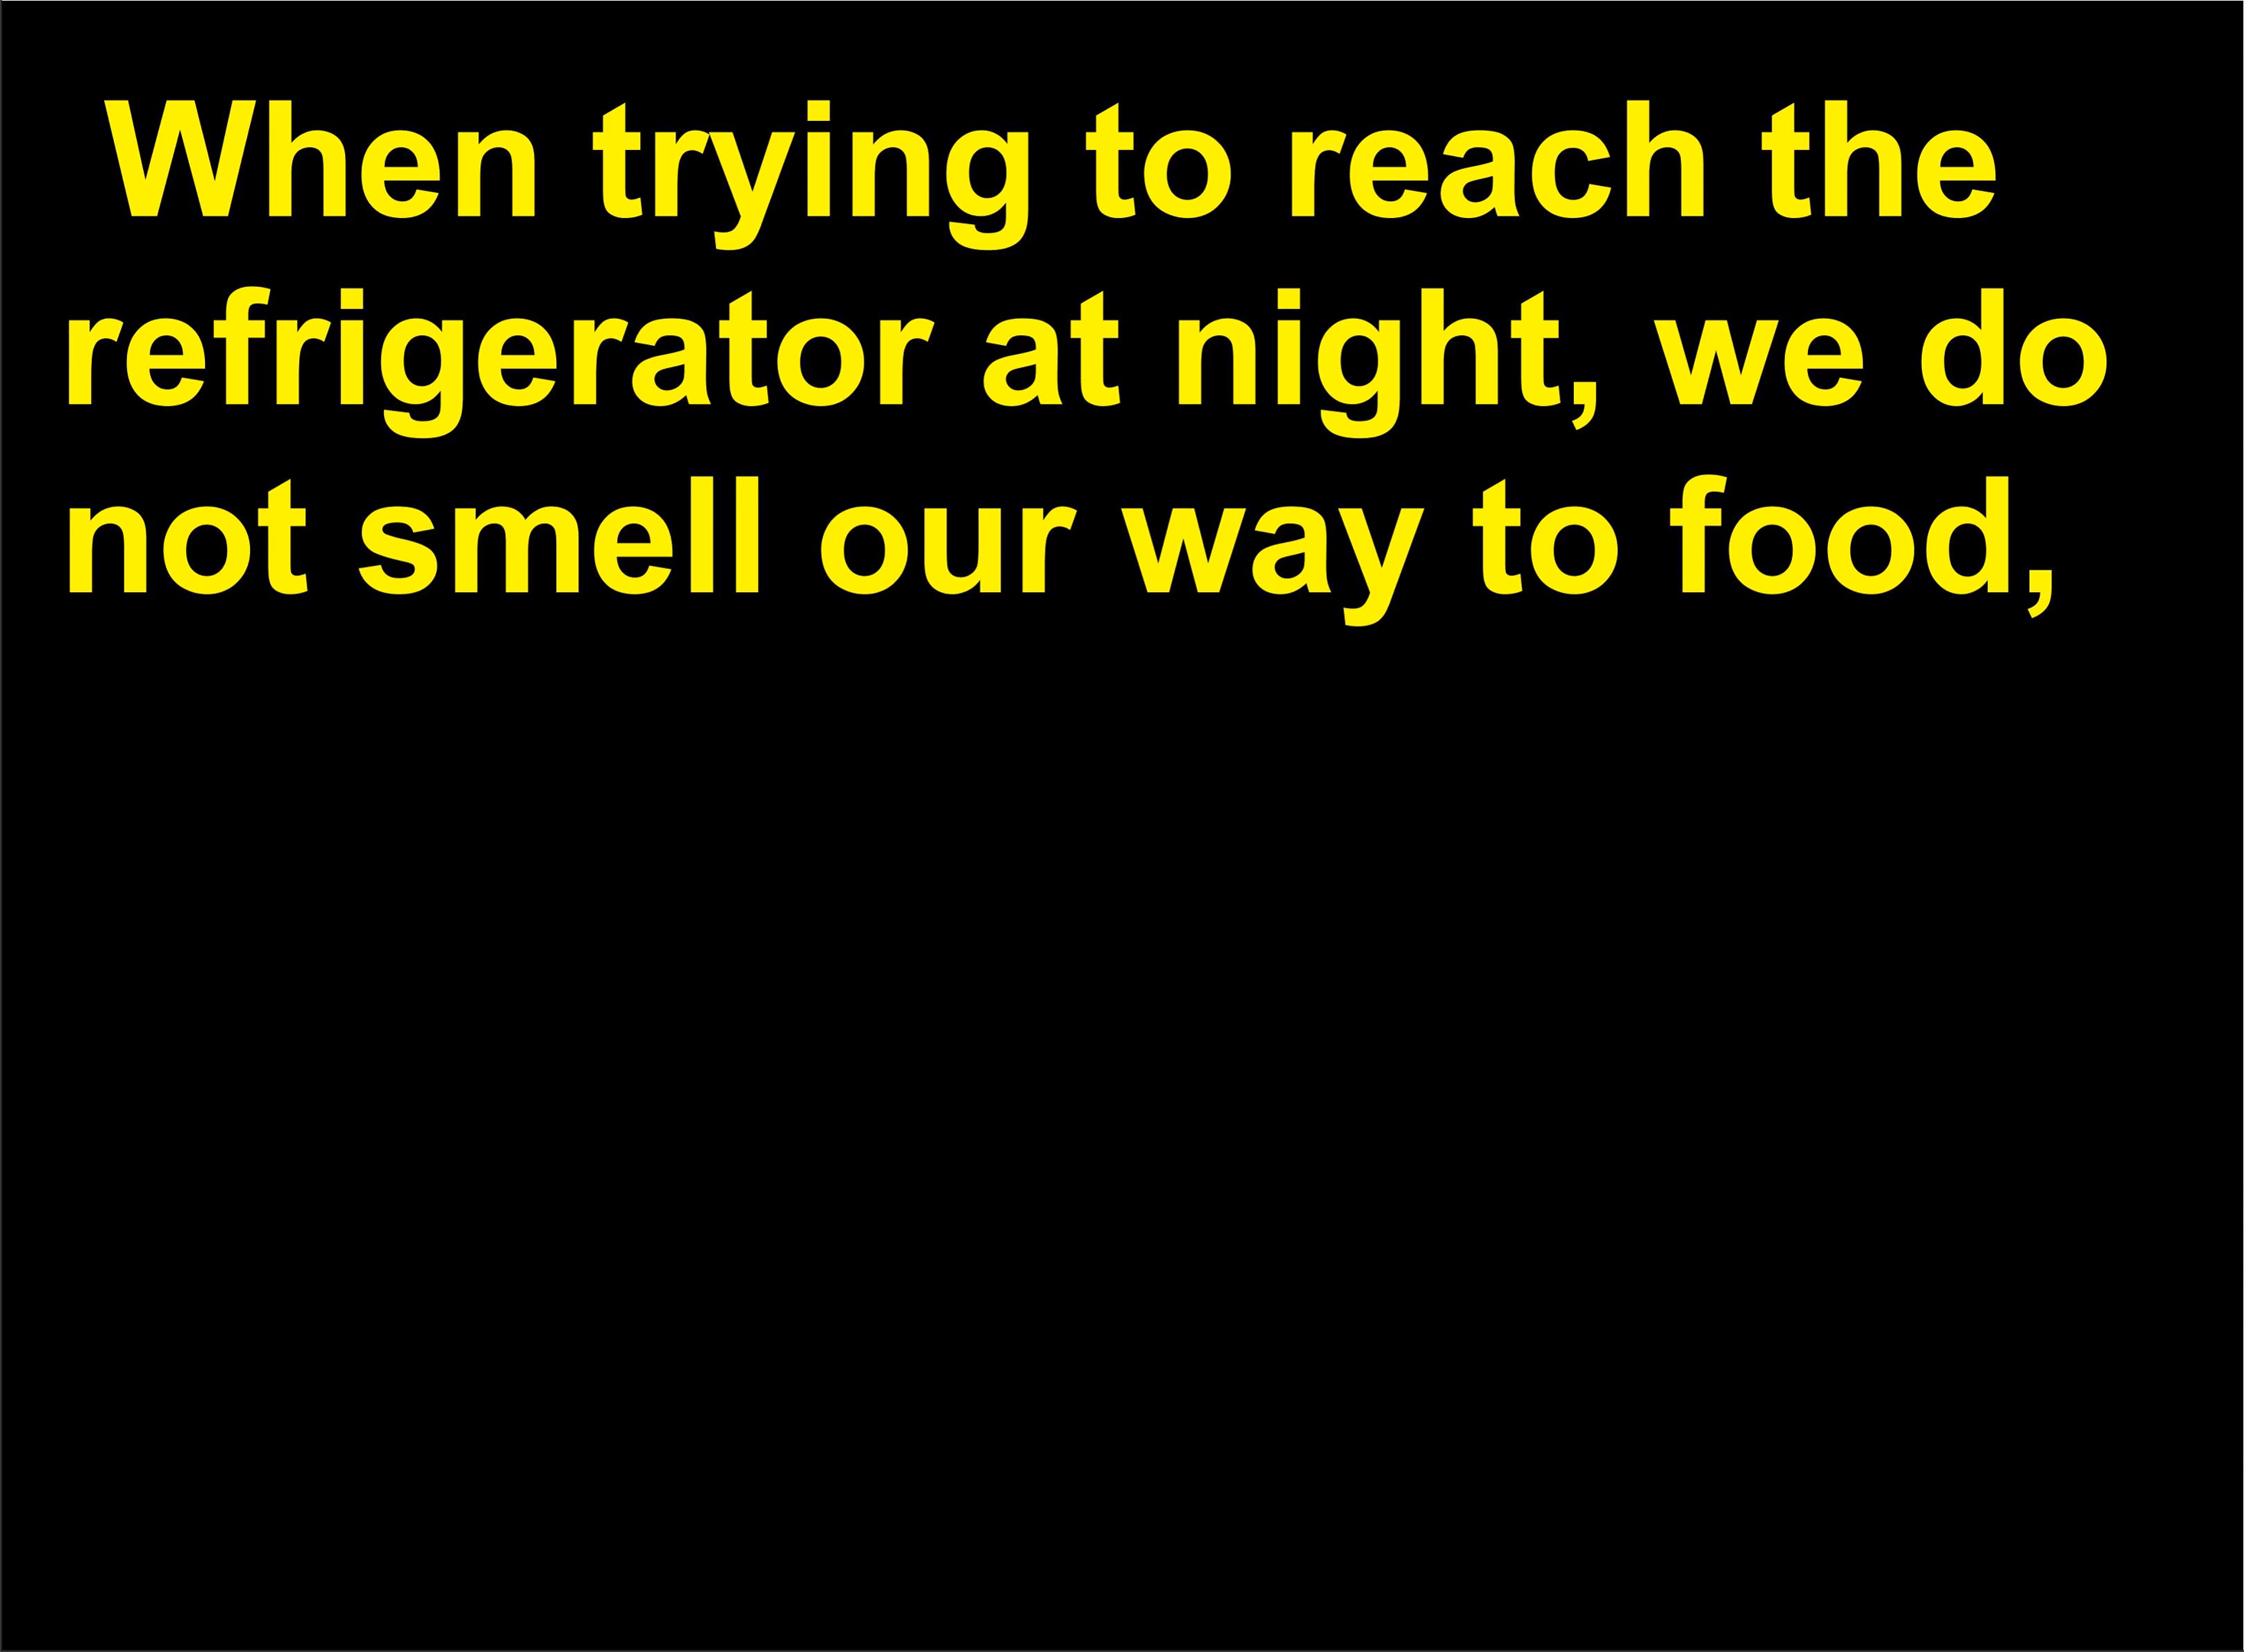 When trying to reach the
refrigerator at night, we do
not smell our way to food,